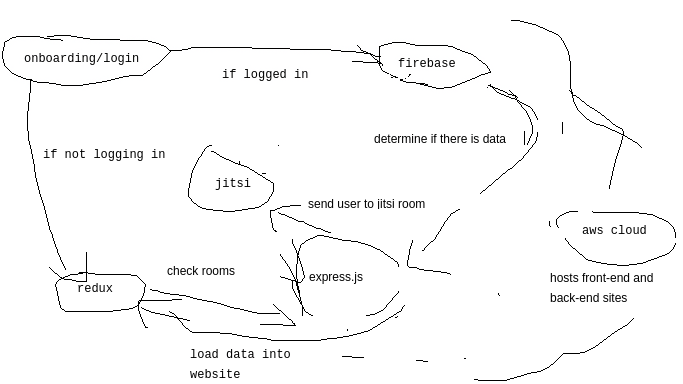 onboarding/login
firebase
if logged in
determine if there is data
if not logging in
jitsi
send user to jitsi room
aws cloud
check rooms
express.js
hosts front-end and
back-end sites
redux
load data into
website